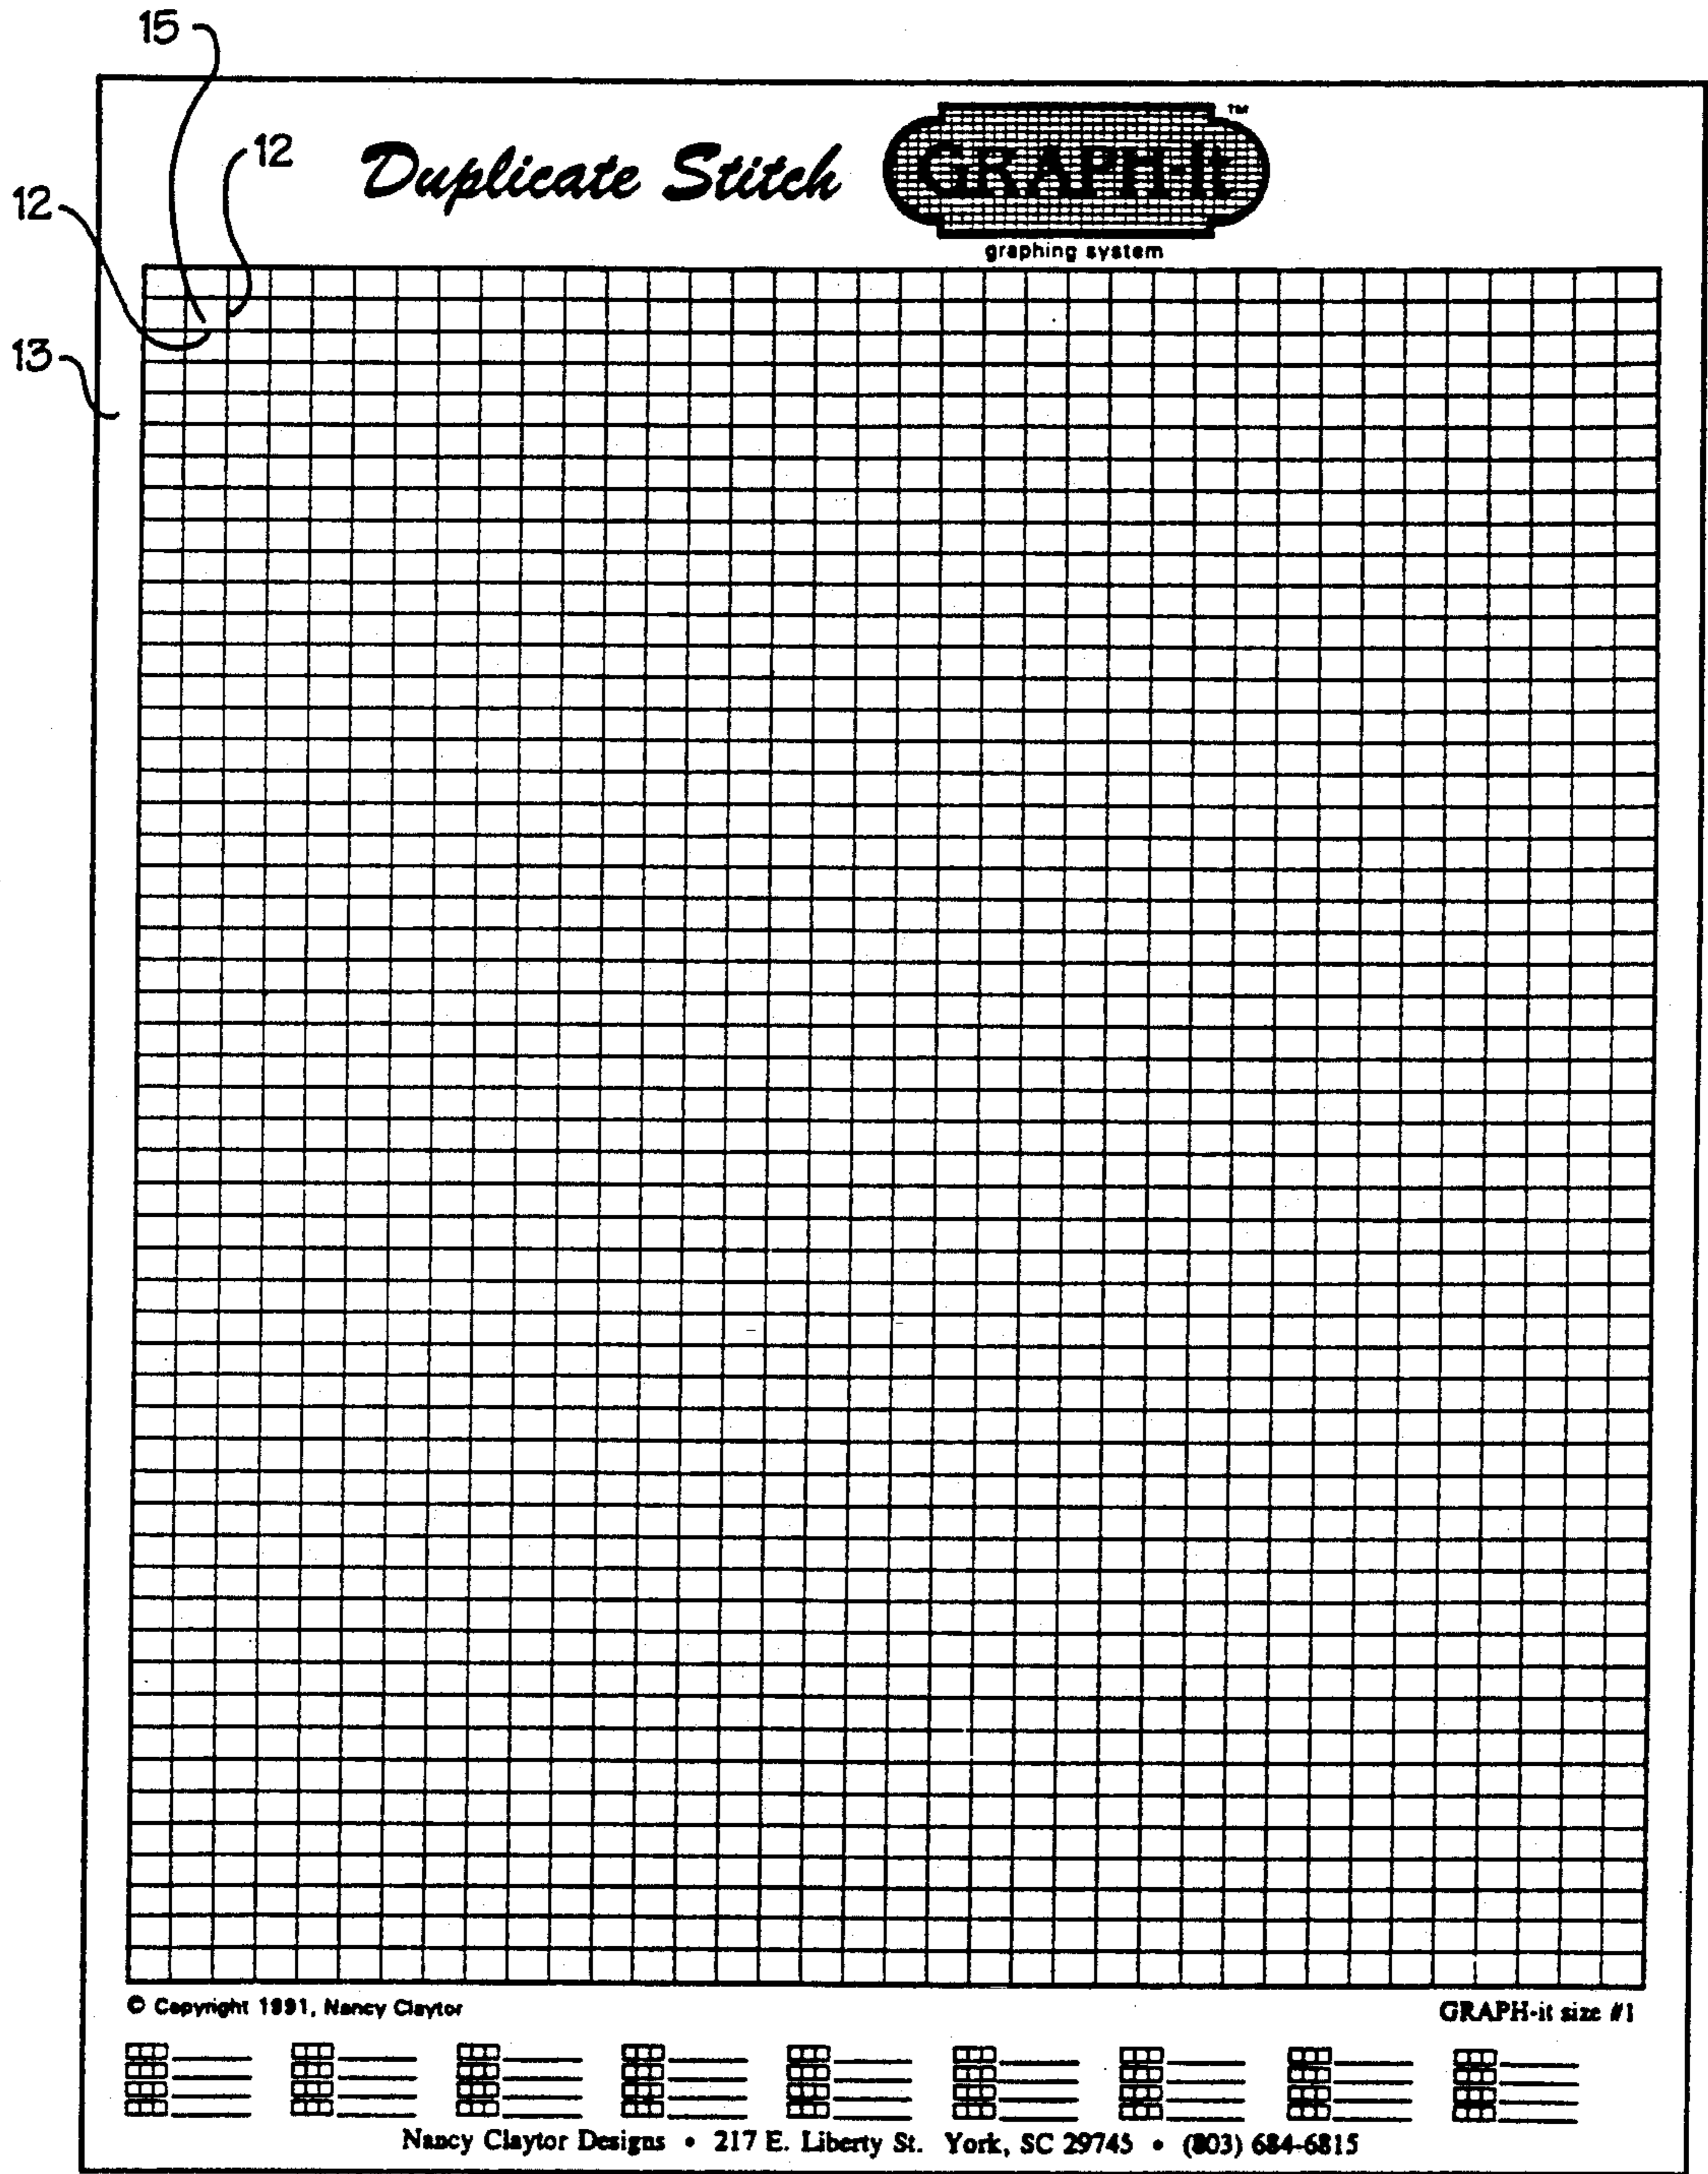 15
12
12
Duplicate Stitch GRAPH-It ™
graphing system
13
© Copyright 1991, Nancy Claytor
GRAPH-it size #1
Nancy Claytor Designs • 217 E. Liberty St. York, SC 29745 • (803) 684-6815